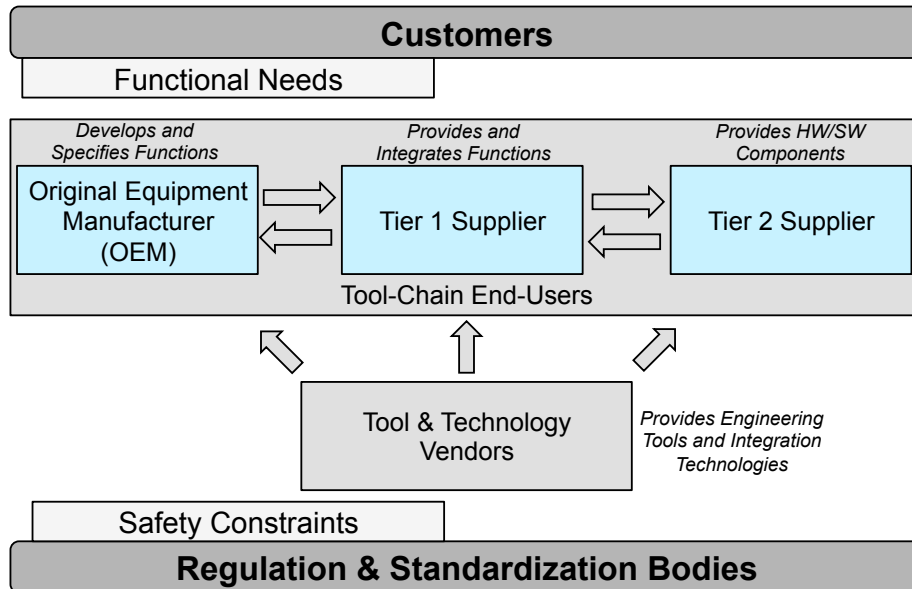 Customers
Functional Needs
Develops and
Specifies Functions
Provides and
Integrates Functions
Provides HW/SW
Components
Original Equipment
Manufacturer
(OEM)
Tier 1 Supplier
Tier 2 Supplier
Tool-Chain End-Users
Tool & Technology
Vendors
Provides Engineering
Tools and Integration
Technologies
Safety Constraints
Regulation & Standardization Bodies